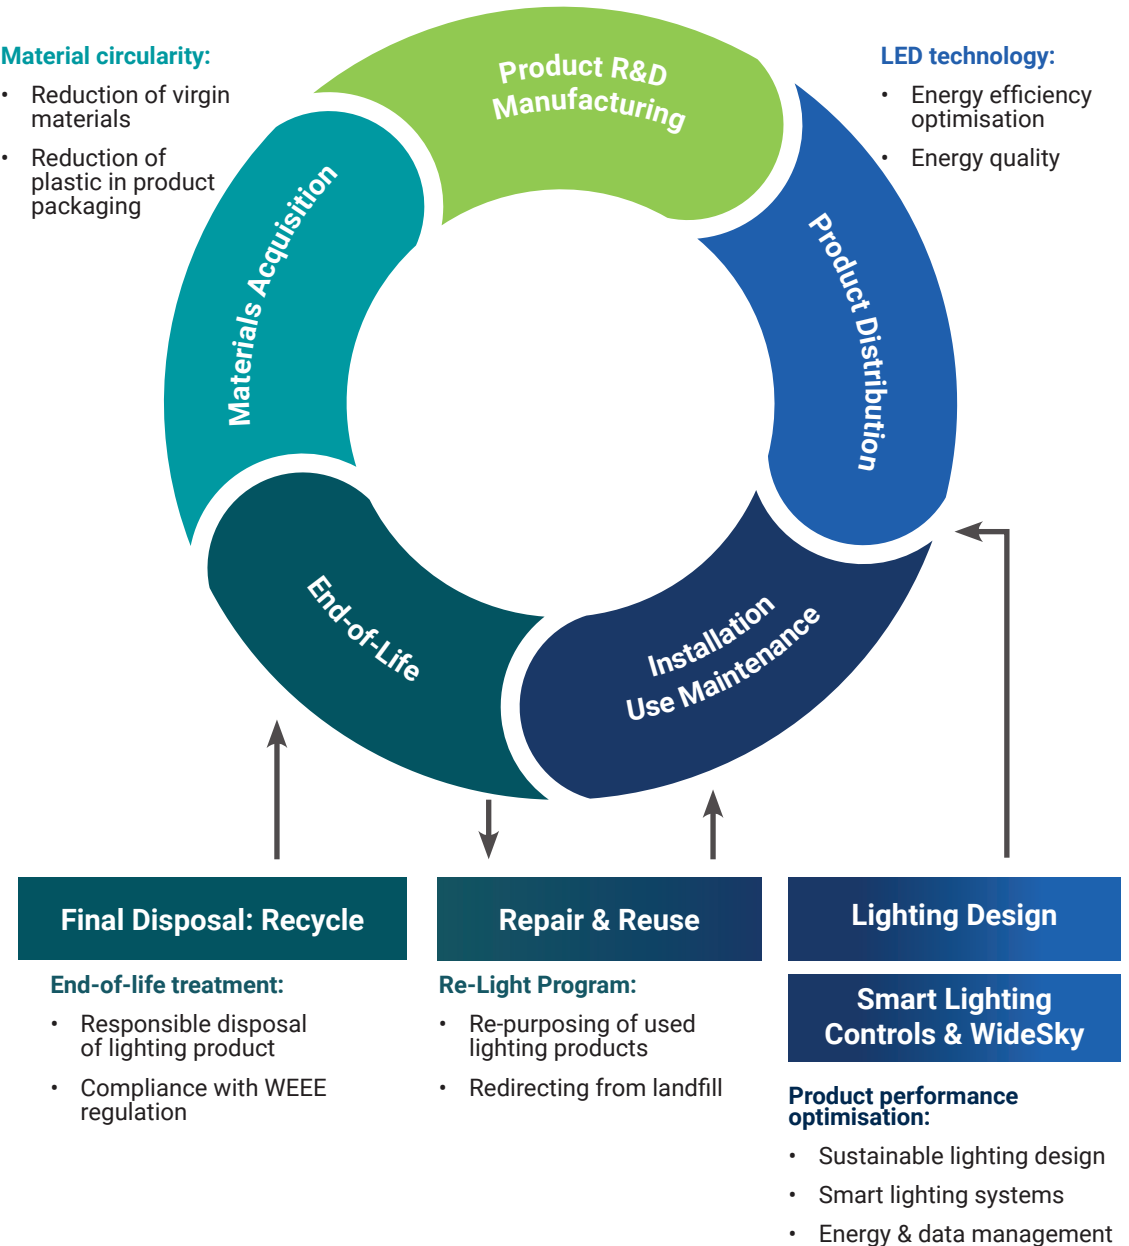 Material circularity:
• Reduction of virgin
materials
• Reduction of
plastic in product
packaging
Product R&D
Manufacturing
LED technology:
• Energy efficiency
optimisation
• Energy quality
Materials Acquisition
Product Distribution
End-of-Life
Installation
Use Maintenance
Final Disposal: Recycle
End-of-life treatment:
• Responsible disposal
of lighting product
• Compliance with WEEE
regulation
Repair & Reuse
Re-Light Program:
• Re-purposing of used
lighting products
• Redirecting from landfill
Lighting Design
Smart Lighting
Controls & WideSky
Product performance
optimisation:
• Sustainable lighting design
• Smart lighting systems
• Energy & data management